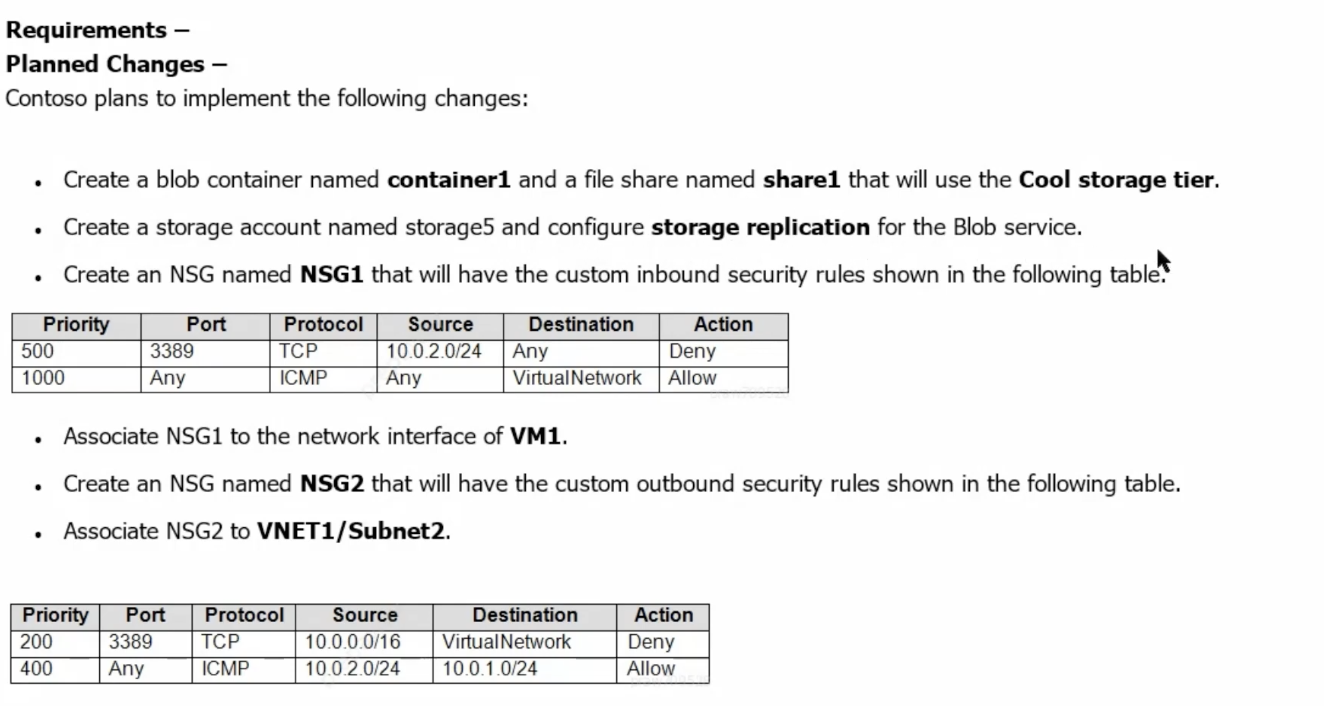 Requirements –
Planned Changes –
Contoso plans to implement the following changes:
• Create a blob container named container1 and a file share named share1 that will use the Cool storage tier.
• Create a storage account named storage5 and configure storage replication for the Blob service.
• Create an NSG named NSG1 that will have the custom inbound security rules shown in the following table.
Priority Port Protocol Source Destination Action
500 3389 TCP 10.0.2.0/24 Any Deny
1000 Any ICMP Any VirtualNetwork Allow
• Associate NSG1 to the network interface of VM1.
• Create an NSG named NSG2 that will have the custom outbound security rules shown in the following table.
• Associate NSG2 to VNET1/Subnet2.
Priority Port Protocol Source Destination Action
200 3389 TCP 10.0.0.0/16 VirtualNetwork Deny
400 Any ICMP 10.0.2.0/24 10.0.1.0/24 Allow